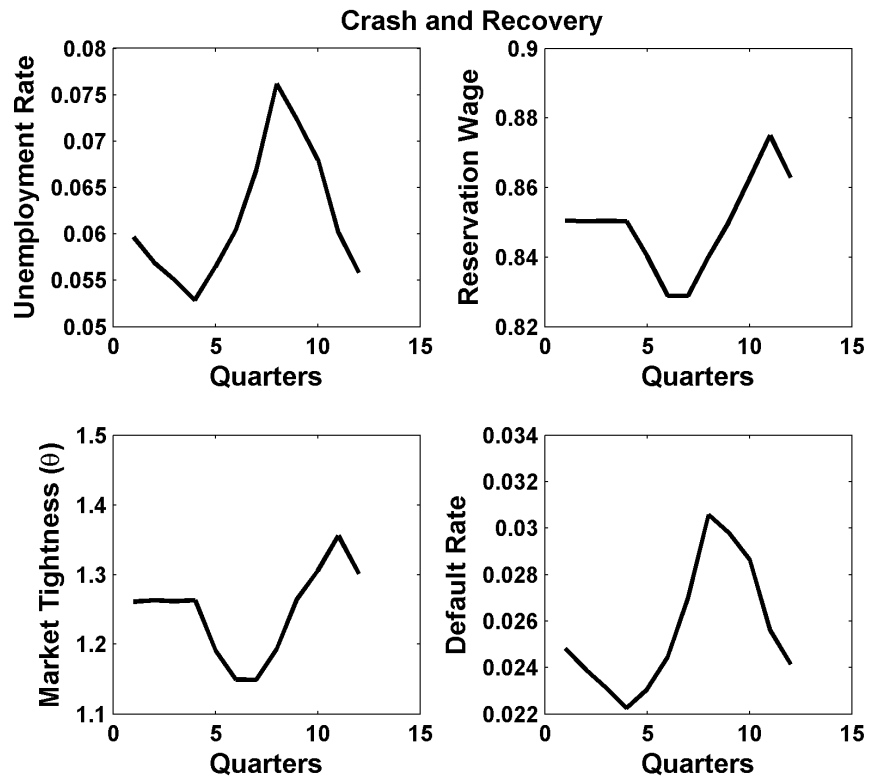 Crash and Recovery
Unemployment Rate
0.08
0.075
0.07
0.065
0.06
0.055
0.05
0 5 10 15
Quarters
Reservation Wage
0.9
0.88
0.86
0.84
0.82
0 5 10 15
Quarters
Market Tightness (θ)
1.5
1.4
1.3
1.2
1.1
0 5 10 15
Quarters
Default Rate
0.034
0.032
0.03
0.028
0.026
0.024
0.022
0 5 10 15
Quarters